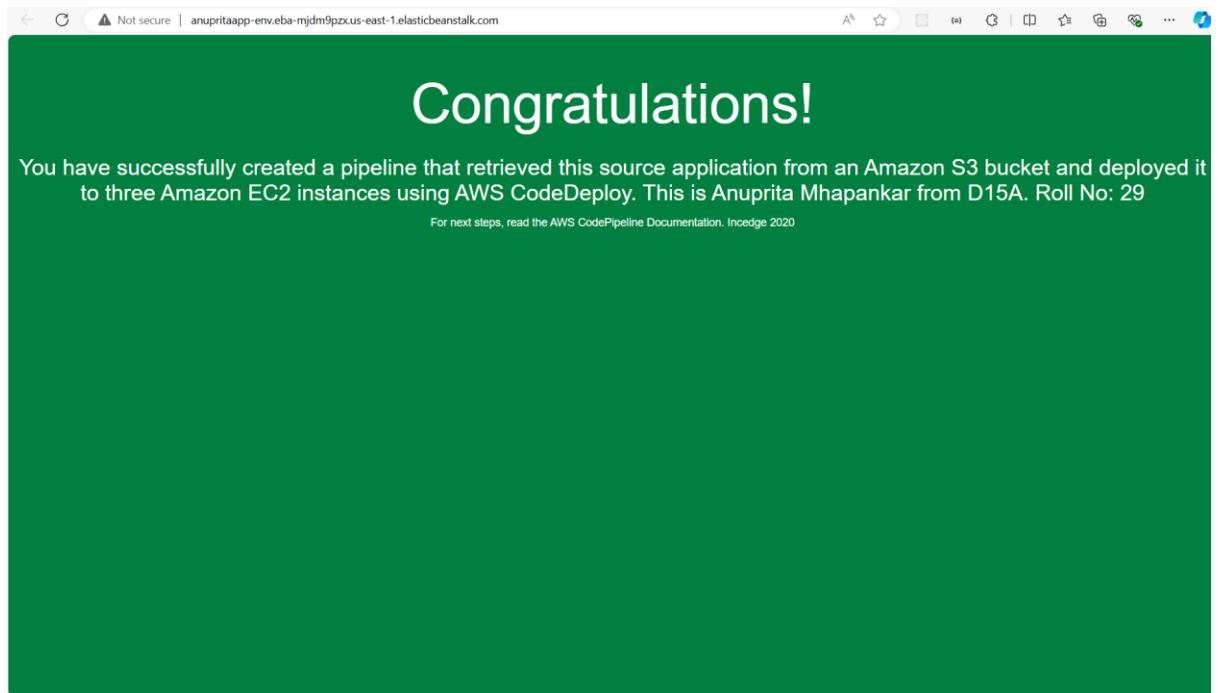 Not secure | anupritaapp-env.eba-mjdm9pzx.us-east-1.elasticbeanstalk.com
Congratulations!
You have successfully created a pipeline that retrieved this source application from an Amazon S3 bucket and deployed it
to three Amazon EC2 instances using AWS CodeDeploy. This is Anuprita Mhapankar from D15A. Roll No: 29
For next steps, read the AWS CodePipeline Documentation. Incedge 2020